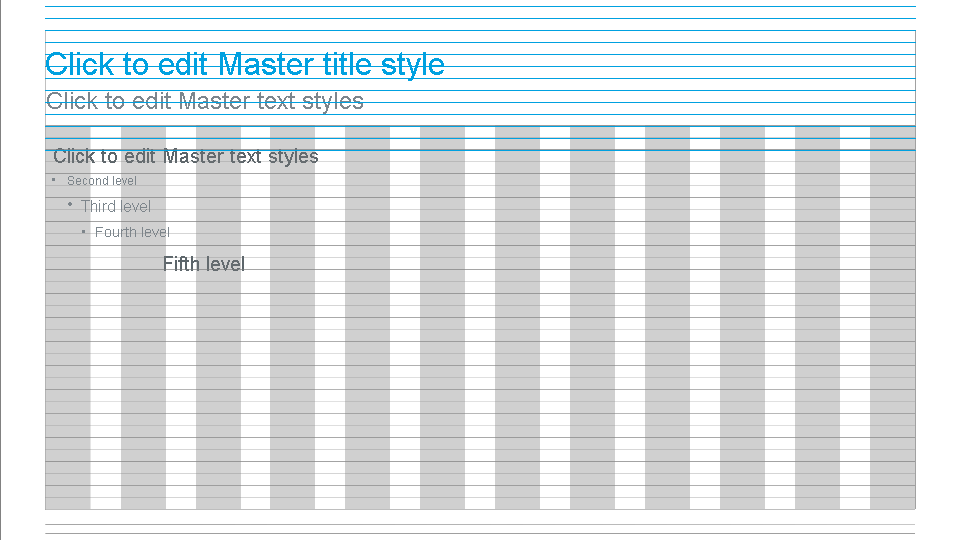 Click to edit Master title style
Click to edit Master text styles
Click to edit Master text styles
• Second level
• Third level
• Fourth level
Fifth level